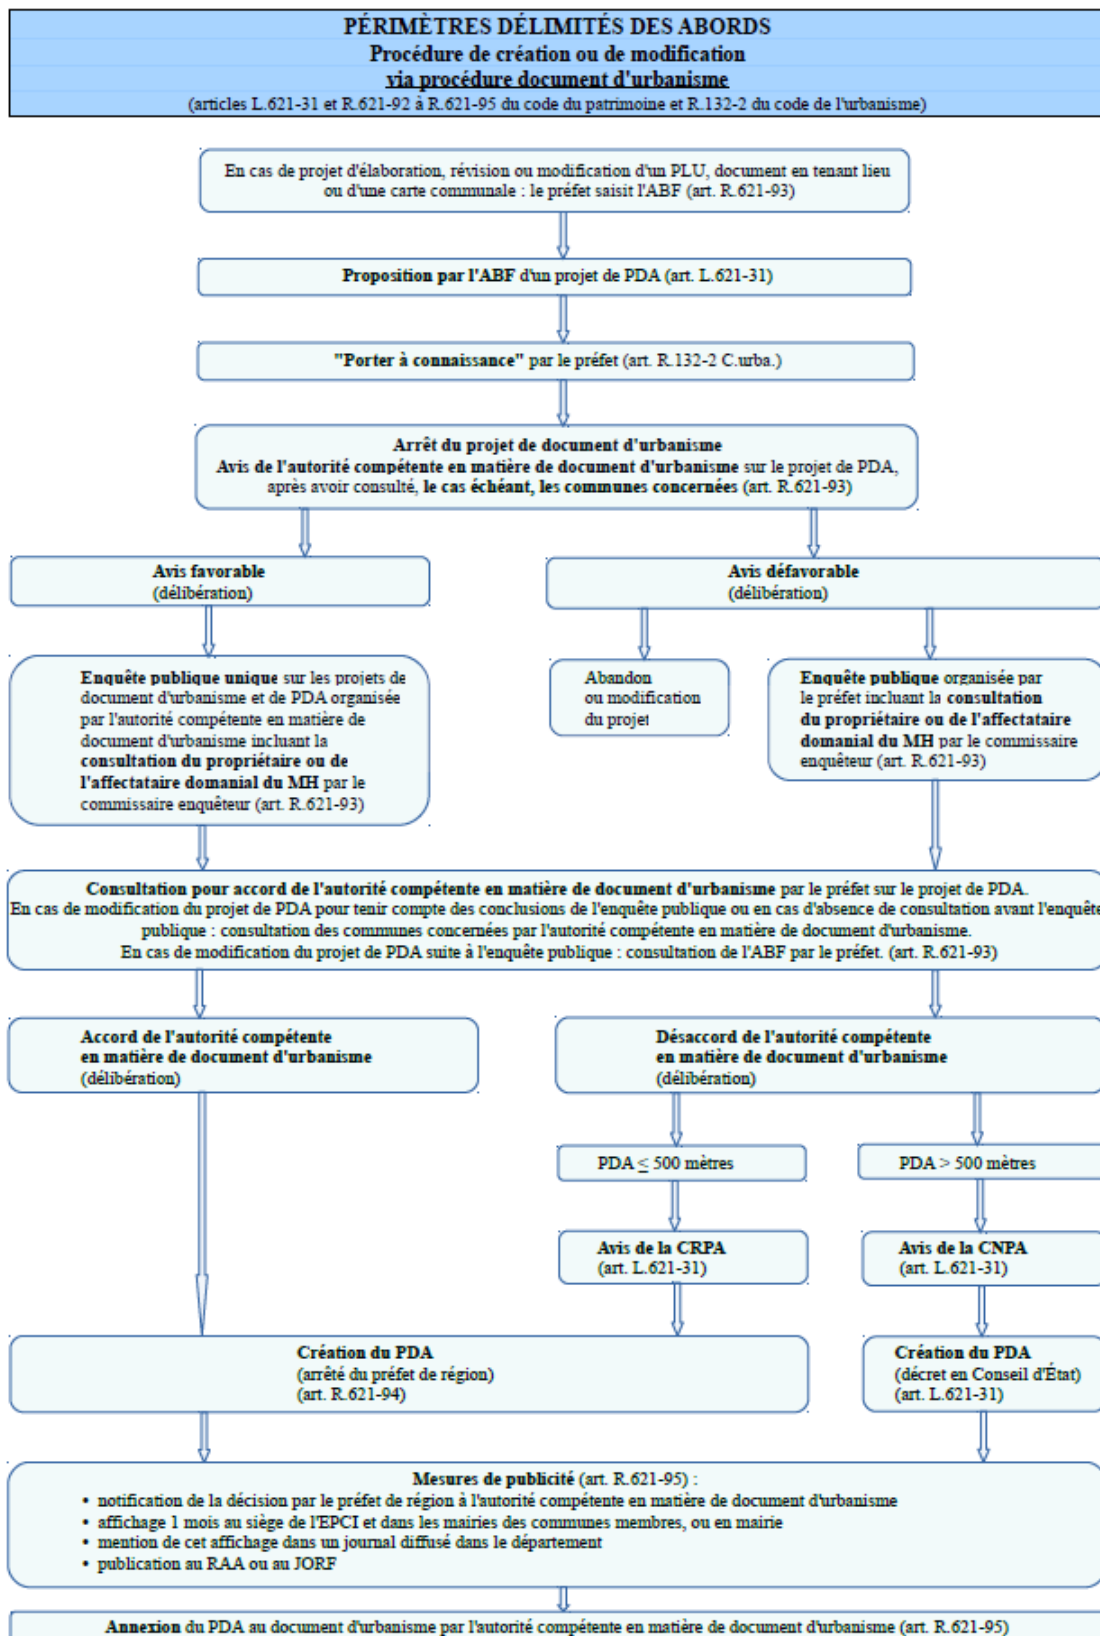 PÉRIMÈTRES DÉLIMITÉS DES ABORDS
Procédure de création ou de modification
via procédure document d'urbanisme
(articles L.621-31 et R.621-92 à R.621-95 du code du patrimoine et R.132-2 du code de l'urbanisme)
En cas de projet d'élaboration, révision ou modification d'un PLU, document en tenant lieu
ou d'une carte communale : le préfet saisit l'ABF (art. R.621-93)
Proposition par l'ABF d'un projet de PDA (art. L.621-31)
"Porter à connaissance" par le préfet (art. R.132-2 C.urba.)
Arrêt du projet de document d'urbanisme
Avis de l'autorité compétente en matière de document d'urbanisme sur le projet de PDA,
après avoir consulté, le cas échéant, les communes concernées (art. R.621-93)
Avis favorable
(délibération)
Avis défavorable
(délibération)
Enquête publique unique sur les projets de
document d'urbanisme et de PDA organisée
par l'autorité compétente en matière de
document d'urbanisme incluant la
consultation du propriétaire ou de
l'affectataire domanial du MH par le
commissaire enquêteur (art. R.621-93)
Abandon
ou modification
du projet
Enquête publique organisée par
le préfet incluant la consultation
du propriétaire ou de l'affectataire
domanial du MH par le commissaire
enquêteur (art. R.621-93)
Consultation pour accord de l'autorité compétente en matière de document d'urbanisme par le préfet sur le projet de PDA.
En cas de modification du projet de PDA pour tenir compte des conclusions de l'enquête publique ou en cas d'absence de consultation avant l'enquête
publique : consultation des communes concernées par l'autorité compétente en matière de document d'urbanisme.
En cas de modification du projet de PDA suite à l'enquête publique : consultation de l'ABF par le préfet. (art. R.621-93)
Accord de l'autorité compétente
en matière de document d'urbanisme
(délibération)
Désaccord de l'autorité compétente
en matière de document d'urbanisme
(délibération)
PDA ≤ 500 mètres
PDA > 500 mètres
Avis de la CRPA
(art. L.621-31)
Avis de la CNPA
(art. L.621-31)
Création du PDA
(arrêté du préfet de région)
(art. R.621-94)
Création du PDA
(décret en Conseil d'État)
(art. L.621-31)
Mesures de publicité (art. R.621-95) :
• notification de la décision par le préfet de région à l'autorité compétente en matière de document d'urbanisme
• affichage 1 mois au siège de l'EPCI et dans les mairies des communes membres, ou en mairie
• mention de cet affichage dans un journal diffusé dans le département
• publication au RAA ou au JORF
Annexion du PDA au document d'urbanisme par l'autorité compétente en matière de document d'urbanisme (art. R.621-95)